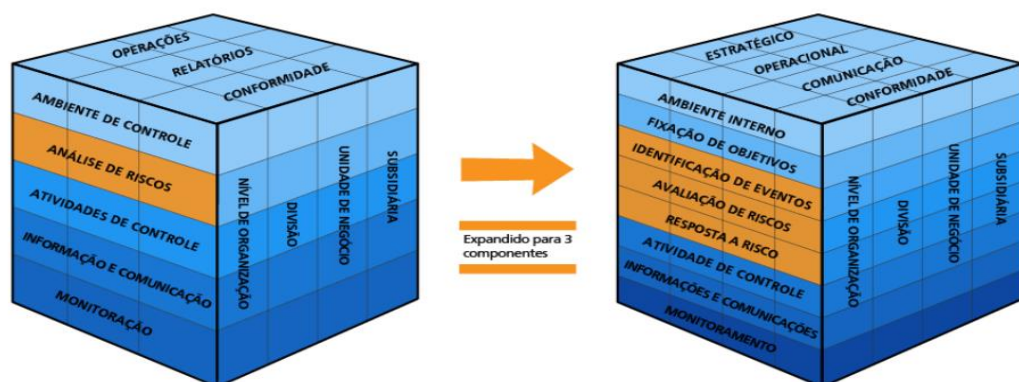 OPERAÇÕES
RELATÓRIOS
CONFORMIDADE
AMBIENTE DE CONTROLE
ANÁLISE DE RISCOS
ATIVIDADES DE CONTROLE
INFORMAÇÃO E COMUNICAÇÃO
MONITORAÇÃO
NÍVEL DE ORGANIZAÇÃO
DIVISÃO
UNIDADE DE NEGÓCIO
SUBSIDIÁRIA
Expandido para 3
componentes
ESTRATÉGICO
OPERACIONAL
COMUNICAÇÃO
CONFORMIDADE
AMBIENTE INTERNO
FIXAÇÃO DE OBJETIVOS
IDENTIFICAÇÃO DE EVENTOS
AVALIAÇÃO DE RISCOS
RESPOSTA A RISCO
ATIVIDADE DE CONTROLE
INFORMAÇÕES E COMUNICAÇÕES
MONITORAMENTO
NÍVEL DE ORGANIZAÇÃO
DIVISÃO
UNIDADE DE NEGÓCIO
SUBSIDIÁRIA